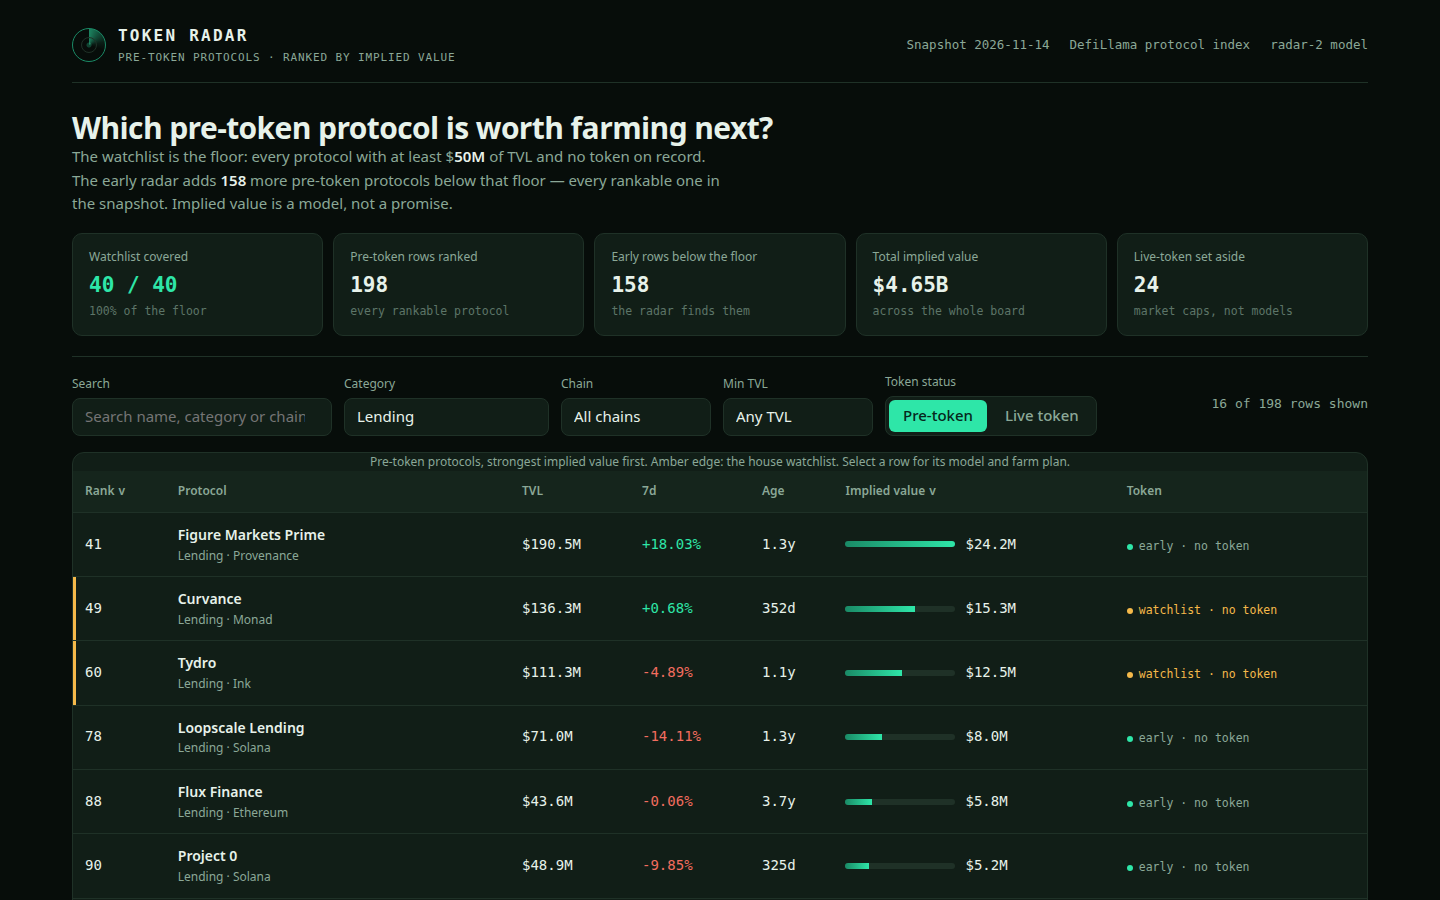 TOKEN RADAR
PRE-TOKEN PROTOCOLS · RANKED BY IMPLIED VALUE
Snapshot 2026-11-14 DefiLlama protocol index radar-2 model
Which pre-token protocol is worth farming next?
The watchlist is the floor: every protocol with at least $50M of TVL and no token on record.
The early radar adds 158 more pre-token protocols below that floor — every rankable one in
the snapshot. Implied value is a model, not a promise.
Watchlist covered
40 / 40
100% of the floor
Pre-token rows ranked
198
every rankable protocol
Early rows below the floor
158
the radar finds them
Total implied value
$4.65B
across the whole board
Live-token set aside
24
market caps, not models
Search
Search name, category or chain
Category
Lending
Chain
All chains
Min TVL
Any TVL
Token status
Pre-token Live token
16 of 198 rows shown
Pre-token protocols, strongest implied value first. Amber edge: the house watchlist. Select a row for its model and farm plan.
Rank v Protocol TVL 7d Age Implied value v Token
41 Figure Markets Prime $190.5M +18.03% 1.3y $24.2M early · no token
Lending · Provenance
49 Curvance $136.3M +0.68% 352d $15.3M watchlist · no token
Lending · Monad
60 Tydro $111.3M -4.89% 1.1y $12.5M watchlist · no token
Lending · Ink
78 Loopscale Lending $71.0M -14.11% 1.3y $8.0M early · no token
Lending · Solana
88 Flux Finance $43.6M -0.06% 3.7y $5.8M early · no token
Lending · Ethereum
90 Project 0 $48.9M -9.85% 325d $5.2M early · no token
Lending · Solana